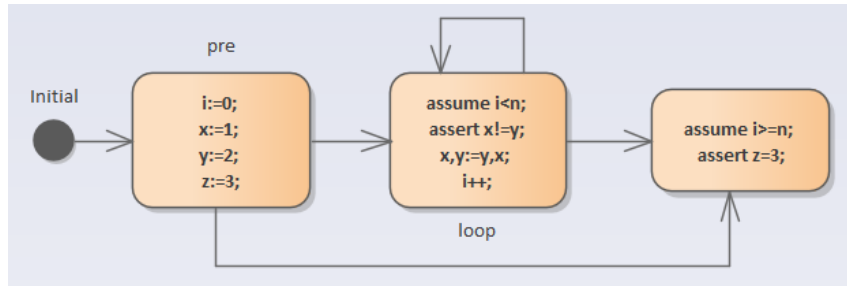 pre
Initial
i:=0;
x:=1;
y:=2;
z:=3;
assume i<n;
assert x!=y;
x,y:=y,x;
i++;
loop
assume i>=n;
assert z=3;